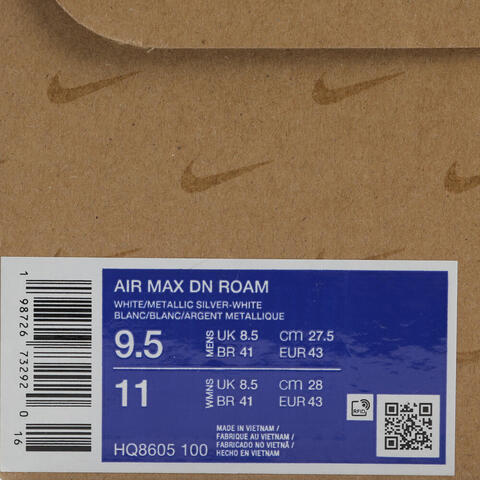 AIR MAX DN ROAM
WHITE/METALLIC SILVER-WHITE
BLANC/BLANC/ARGENT METALLIQUE
9.5 MENS UK 8.5 cm 27.5
BR 41 EUR 43
11 WMNS UK 8.5 cm 28
BR 41 EUR 43
RFID
MADE IN VIETNAM /
FABRIQUE AU VIETNAM /
FABRICADO NO VIETNÃ /
HECHO EN VIETNAM
HQ8605 100
1 98726 73292 0 16